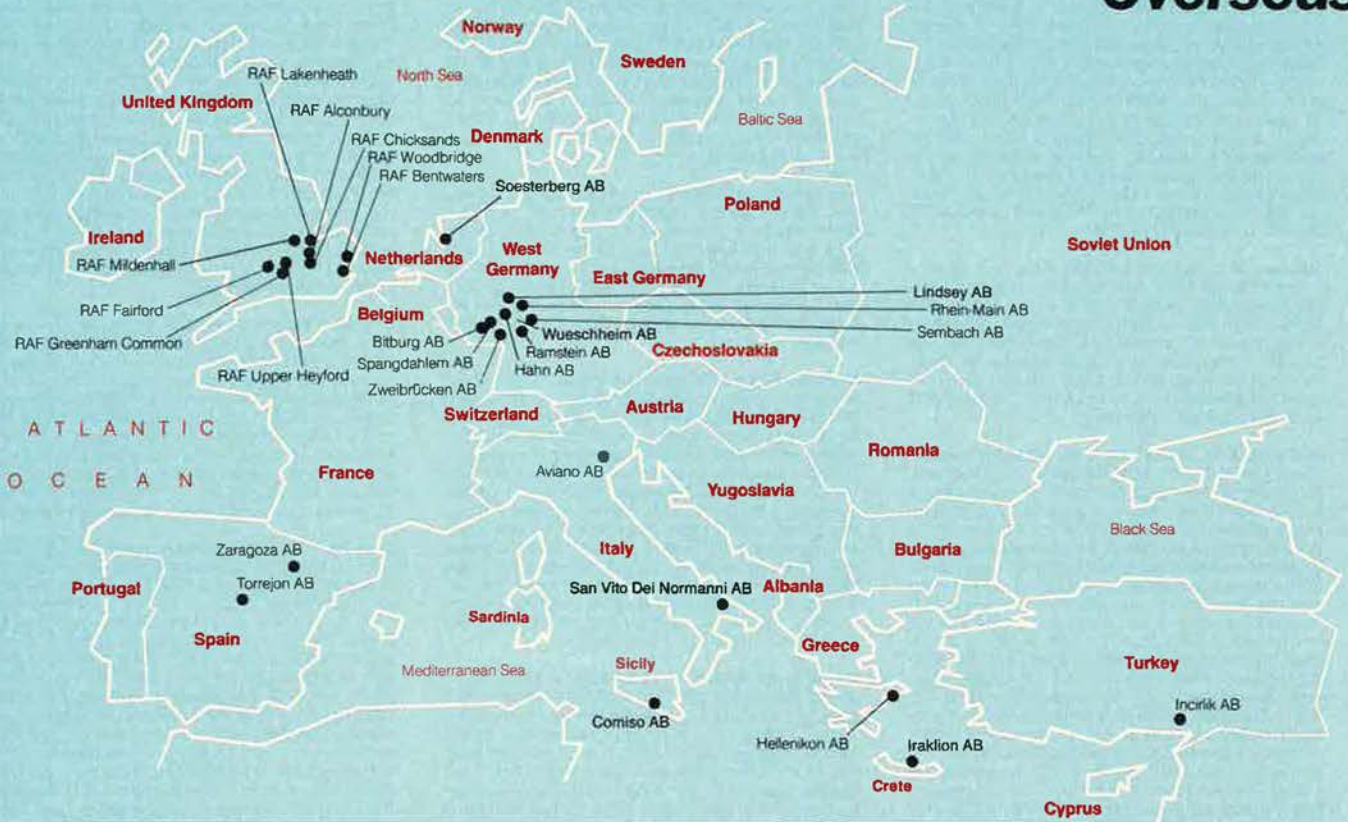 Overseas
Norway
Sweden
RAF Lakenheath
North Sea
United Kingdom
RAF Alconbury
Baltic Sea
RAF Chicksands
Denmark
RAF Woodbridge
RAF Bentwaters
Soesterberg AB
Poland
Ireland
Soviet Union
RAF Mildenhall
Netherlands
West
Germany
East Germany
Lindsey AB
RAF Fairford
Belgium
Rhein-Main AB
Sembach AB
RAF Greenham Common
Bitburg AB
Wueschheim AB
Ramstein AB
Czechoslovakia
Spangdahlem AB
Hahn AB
RAF Upper Heyford
Zweibrücken AB
Switzerland
Austria
Hungary
ATLANTIC
OCEAN
France
Aviano AB
Romania
Yugoslavia
Black Sea
Zaragoza AB
Italy
Bulgaria
Portugal
Torrejon AB
San Vito Dei Normanni AB
Albania
Sardinia
Spain
Greece
Mediterranean Sea
Sicily
Turkey
Incirlik AB
Comiso AB
Hellenikon AB
Iraklion AB
Crete
Cyprus